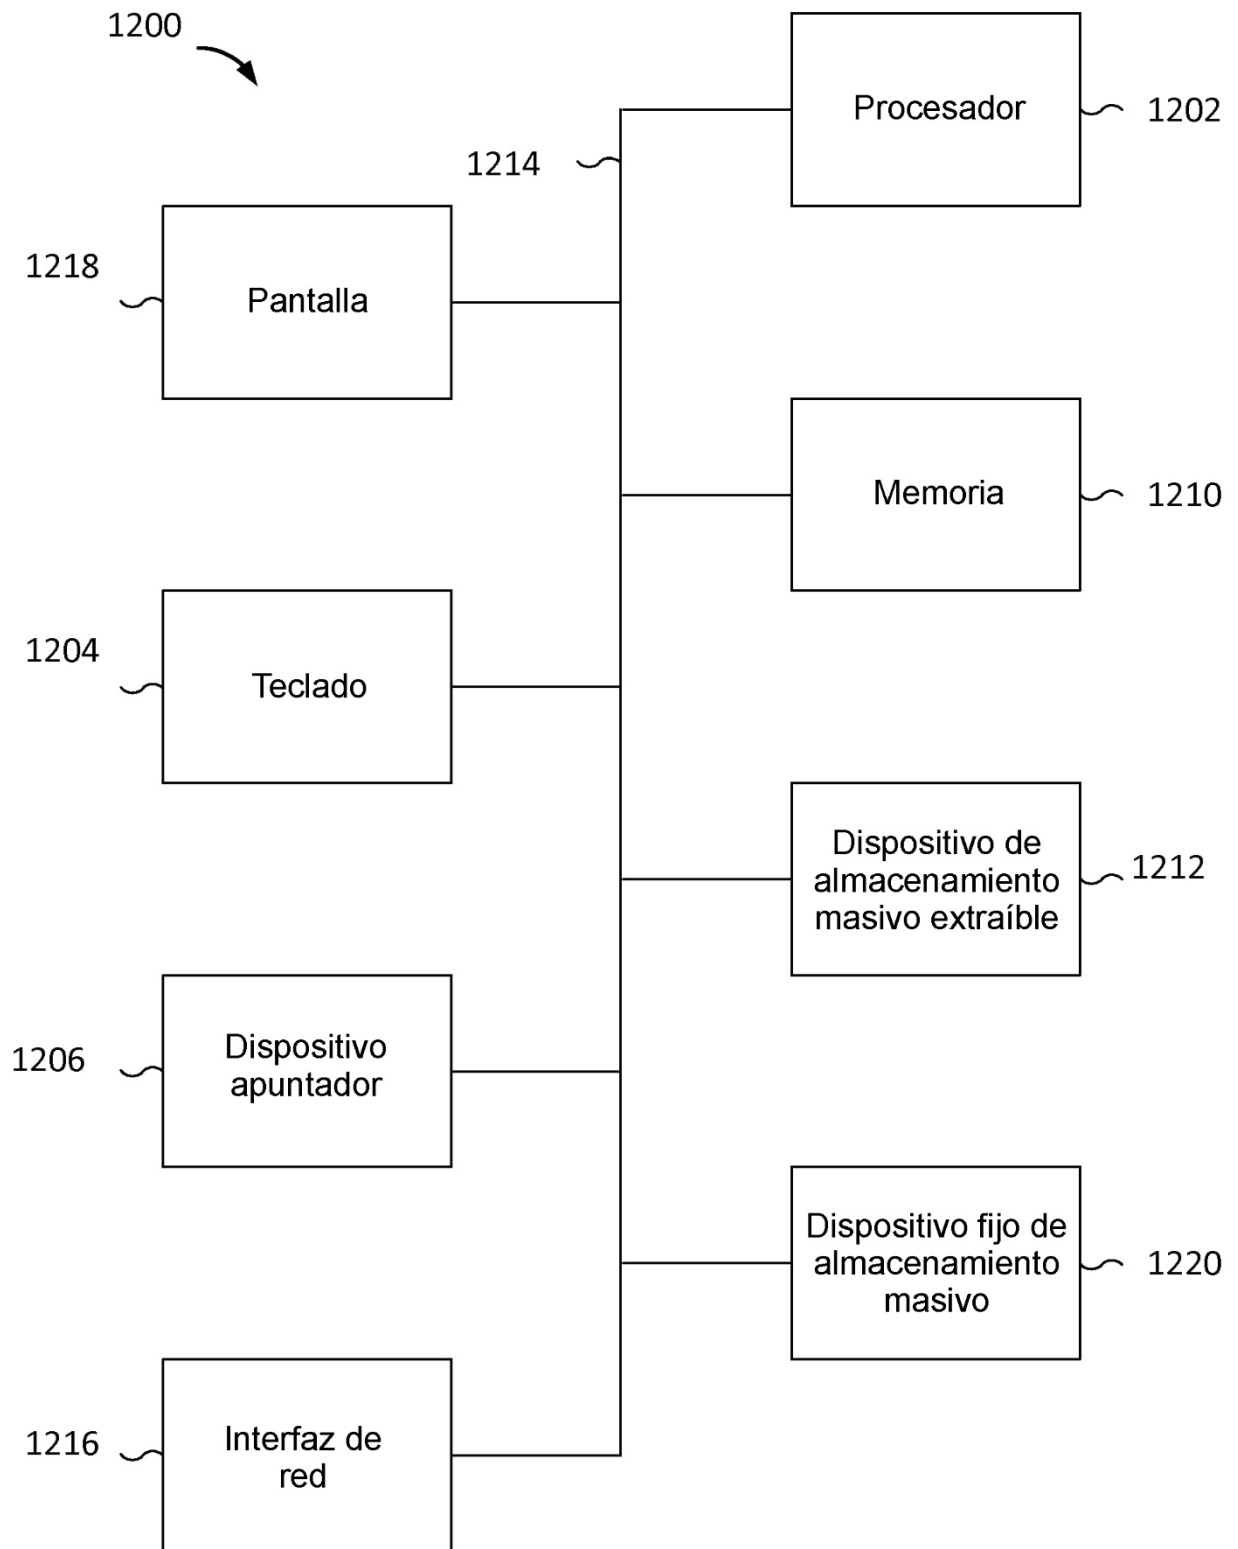 1200
Procesador
1202
1214
1218
Pantalla
Memoria
1210
1204
Teclado
Dispositivo de
almacenamiento
masivo extraíble
1212
1206
Dispositivo
apuntador
Dispositivo fijo de
almacenamiento
masivo
1220
1216
Interfaz de
red